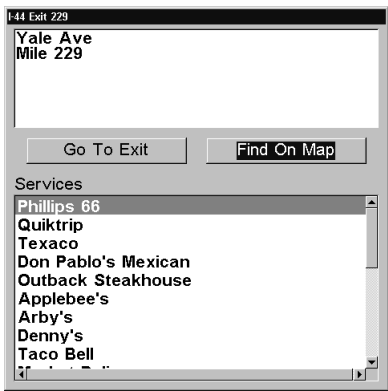 I-44 Exit 229
Yale Ave
Mile 229
Go To Exit
Find On Map
Services
Phillips 66
Quiktrip
Texaco
Don Pablo's Mexican
Outback Steakhouse
Applebee's
Arby's
Denny's
Taco Bell